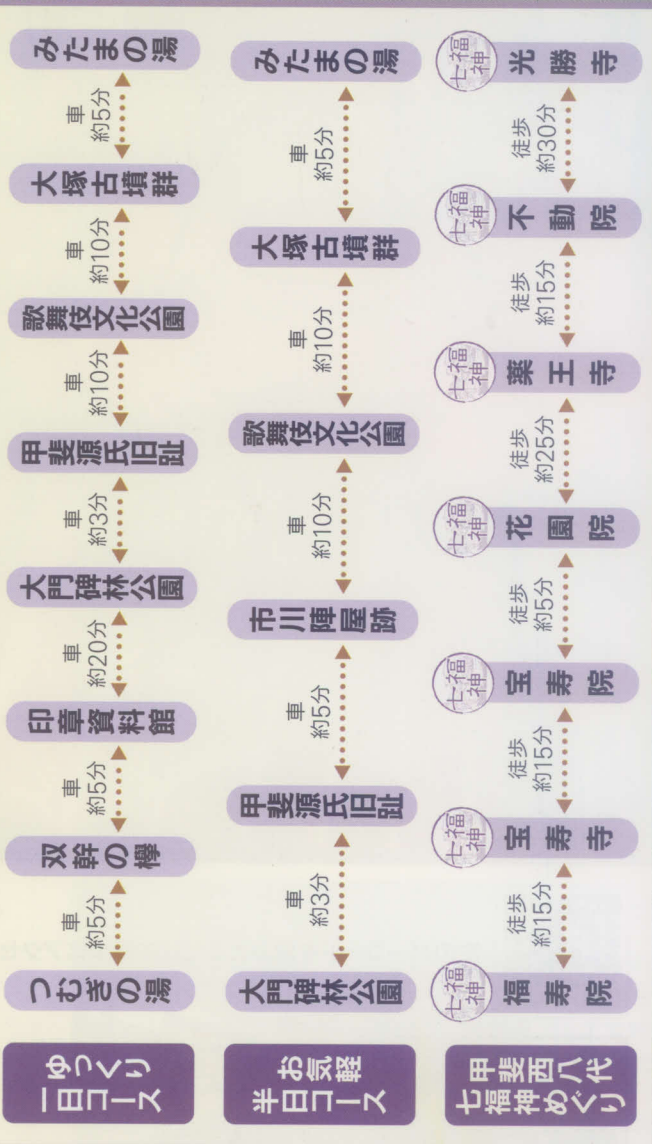 ゆっくり
一日コース
つむぎの湯
車
約5分
双幹の欅
車
約5分
印章資料館
車
約20分
大門碑林公園
車
約3分
甲斐源氏旧趾
車
約10分
歌舞伎文化公園
車
約10分
大塚古墳群
車
約5分
みたまの湯
お気軽
半日コース
大門碑林公園
車
約3分
甲斐源氏旧趾
車
約5分
市川陣屋跡
車
約10分
歌舞伎文化公園
車
約10分
大塚古墳群
車
約5分
みたまの湯
甲斐西八代
七福神めぐり
七福神
福寿院
徒歩
約15分
七福神
宝寿寺
徒歩
約15分
七福神
宝寿院
徒歩
約5分
七福神
花園院
徒歩
約25分
七福神
薬王寺
徒歩
約15分
七福神
不動院
徒歩
約30分
七福神
光勝寺